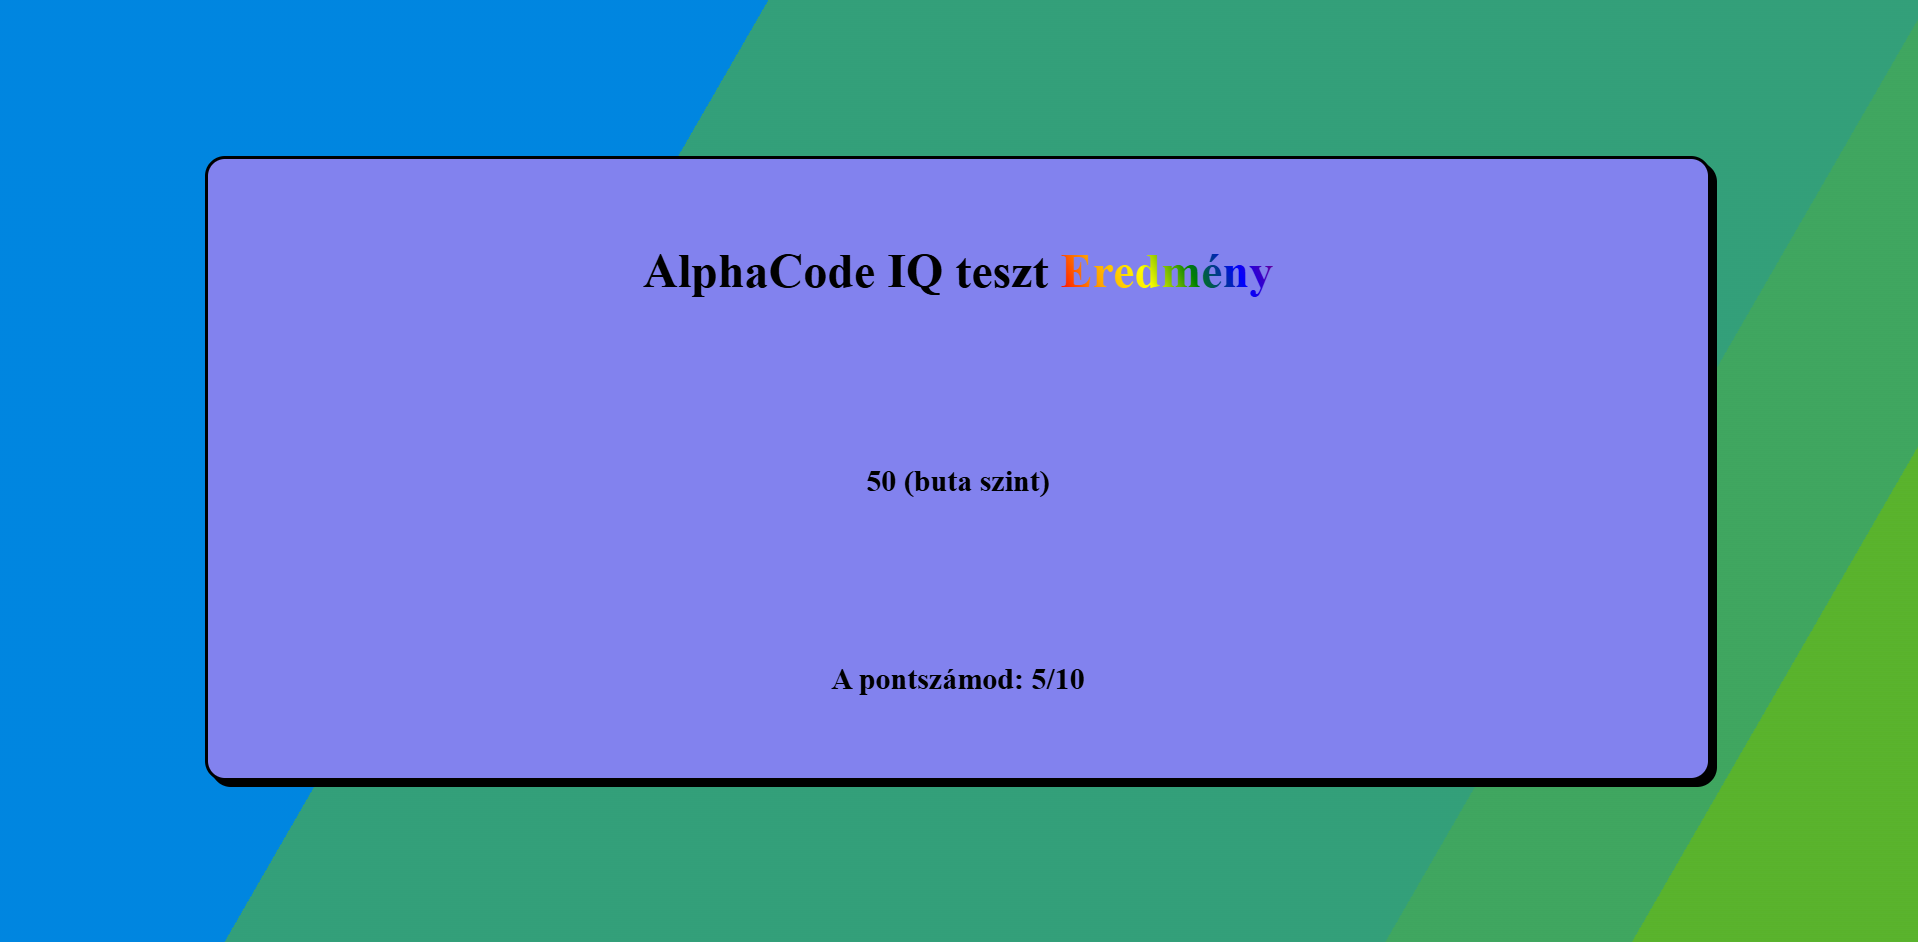 AlphaCode IQ teszt Eredmény
50 (buta szint)
A pontszámod: 5/10